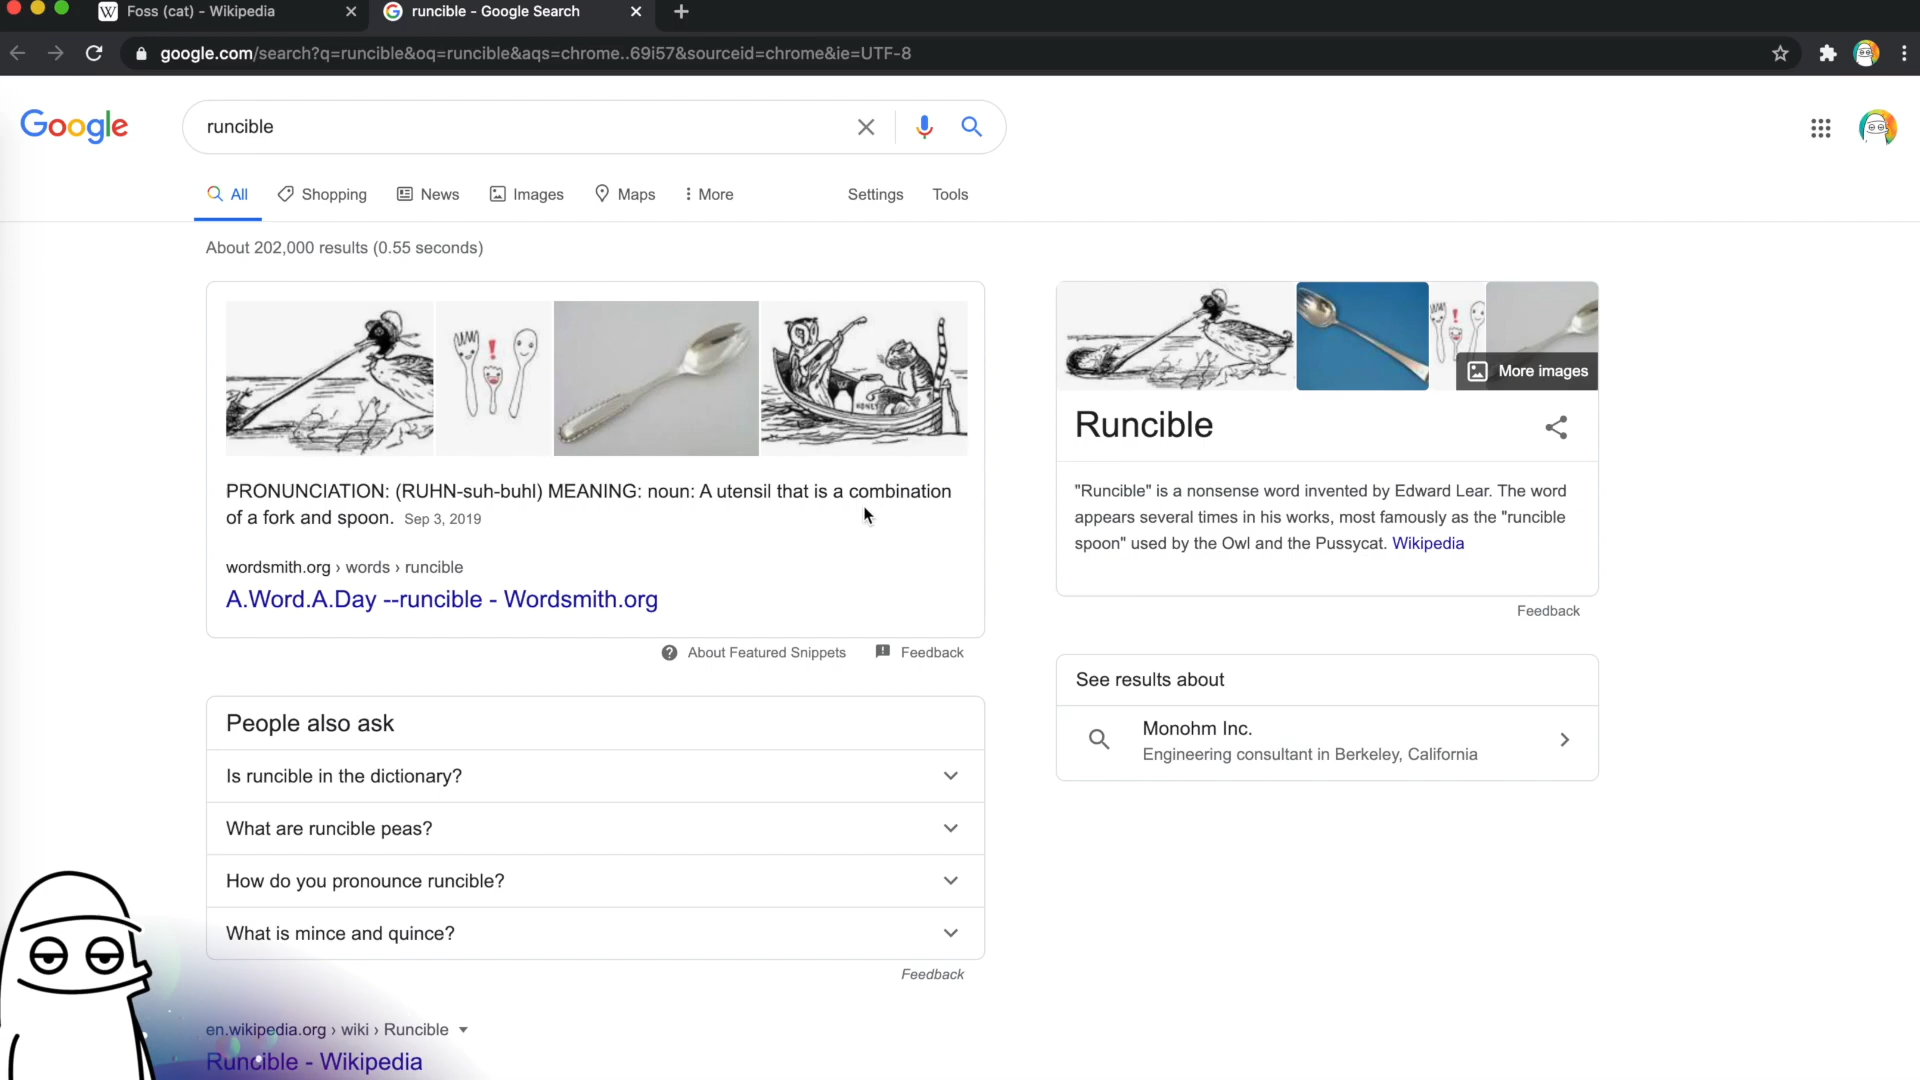 Foss (cat) - Wikipedia
runcible - Google Search
google.com/search?q=runcible&oq=runcible&aqs=chrome..69i57&sourceid=chrome&ie=UTF-8
Google
runcible
All
Shopping
News
Images
Maps
More
Settings
Tools
About 202,000 results (0.55 seconds)
HONEY
PRONUNCIATION: (RUHN-suh-buhl) MEANING: noun: A utensil that is a combination
of a fork and spoon. Sep 3, 2019
wordsmith.org › words › runcible
A.Word.A.Day --runcible - Wordsmith.org
About Featured Snippets
Feedback
People also ask
Is runcible in the dictionary?
What are runcible peas?
How do you pronounce runcible?
What is mince and quince?
Feedback
en.wikipedia.org › wiki › Runcible
Runcible - Wikipedia
More images
Runcible
"Runcible" is a nonsense word invented by Edward Lear. The word
appears several times in his works, most famously as the "runcible
spoon" used by the Owl and the Pussycat. Wikipedia
Feedback
See results about
Monohm Inc.
Engineering consultant in Berkeley, California